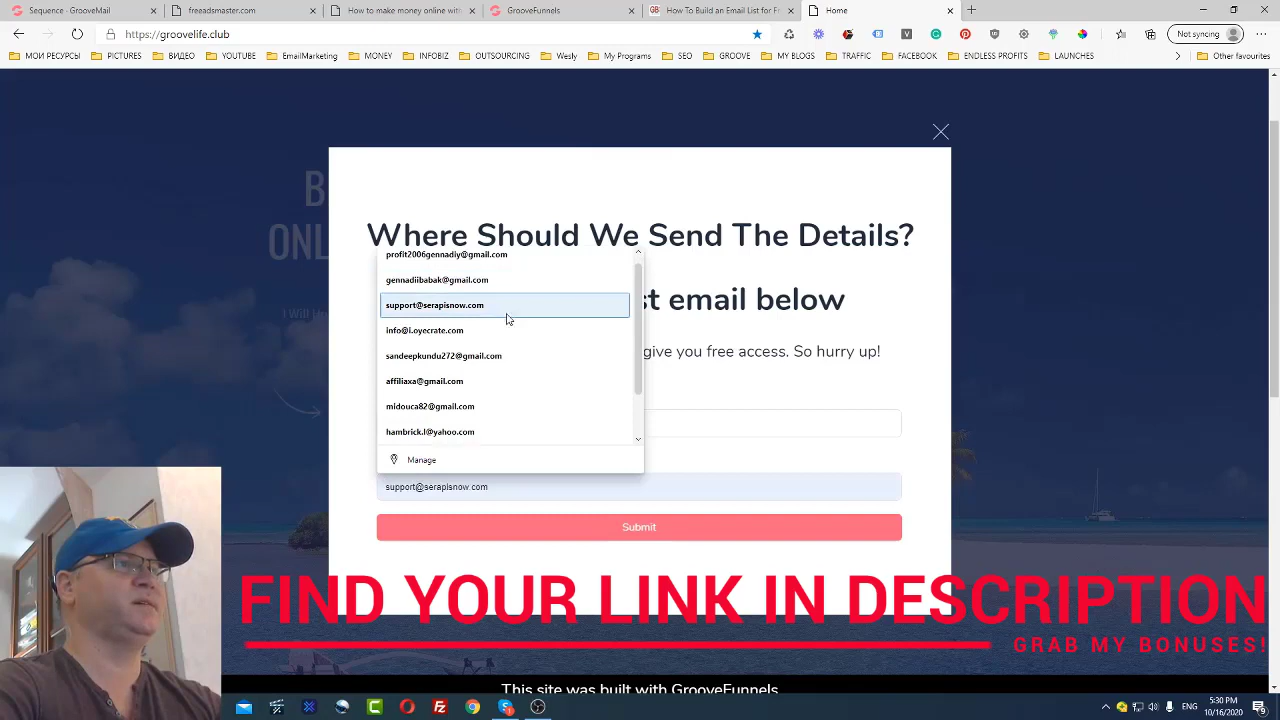 G - Sequence Mail
freeadsmaster.com
How to make money online with
GrooveFunnels
How To Build an Email List for F
Home
https://groovelife.club
Not syncing
МОИ РЕСУРСЫ
PICTURES
ВИДЕО
YOUTUBE
EmailMarketing
MONEY
INFOBIZ
OUTSOURCING
Wesly
My Programs
SEO
GROOVE
MY BLOGS
TRAFFIC
FACEBOOK
ENDLESS PROFITS
LAUNCHES
Other favourites
B
ONL
I Will
Where Should We Send The Details?
st email below
give you free access. So hurry up!
profit2006gennadiy@gmail.com
gennadiibabak@gmail.com
support@serapisnow.com
info@i.oyecrate.com
sandeepkundu272@gmail.com
affiliaxa@gmail.com
midouca82@gmail.com
hambrick.l@yahoo.com
Manage
support@serapisnow.com
Submit
FIND YOUR LINK IN DESCRIPTION
GRAB MY BONUSES!
This site was built with GrooveFunnels
5:30 PM
10/16/2020